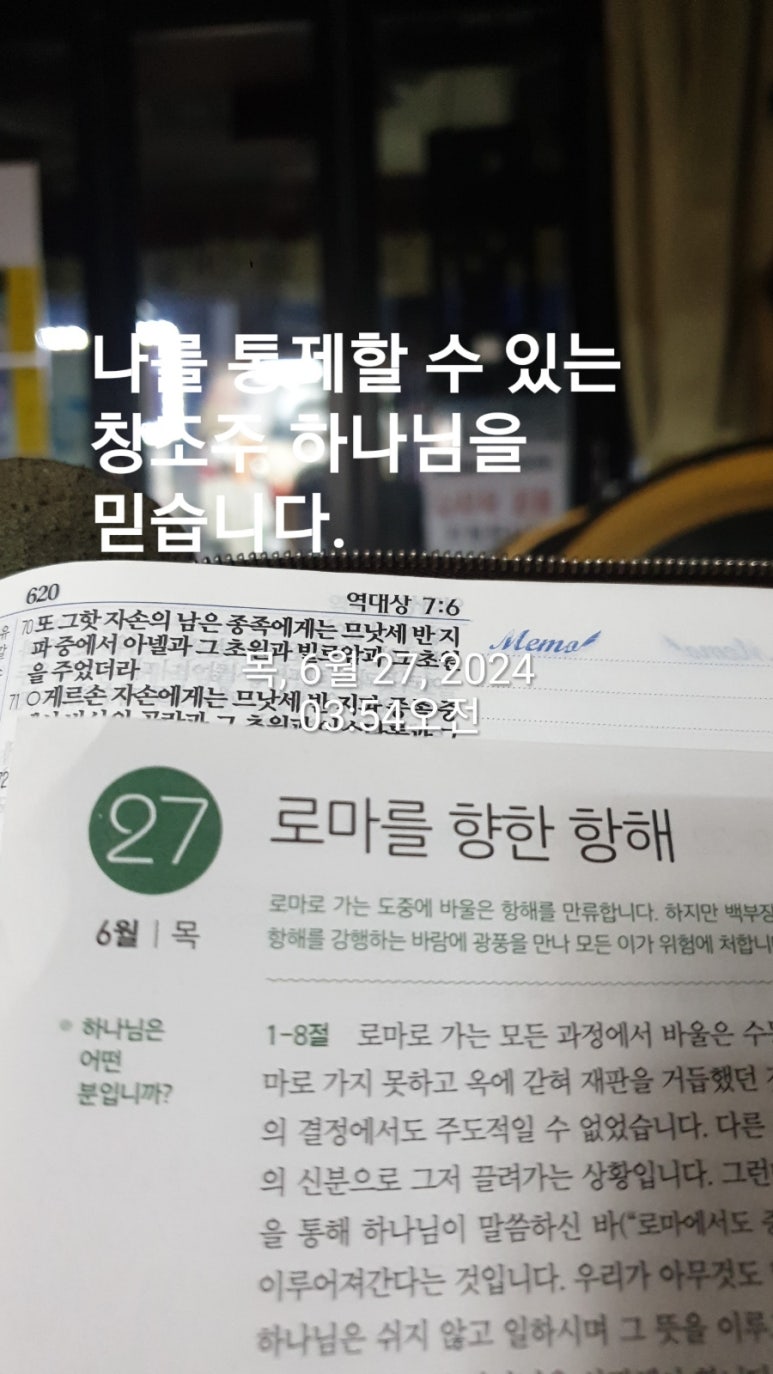 나를 통제할 수 있는
창조주 하나님을
믿습니다.
620
역대상 7:6
70 또 그핫 자손의 남은 종족에게는 므낫세 반 지
파 중에서 아넬과 그 초원과 빌르암과 그 초원
을 주었더라
Memo
목, 6월 27, 2024
71 ○게르손 자손에게는 므낫세 반 지파 종족 중
03:54오전
72
27
로마를 향한 항해
6월 | 목
로마로 가는 도중에 바울은 항해를 만류합니다. 하지만 백부장
항해를 강행하는 바람에 광풍을 만나 모든 이가 위험에 처합니
하나님은
어떤
분입니까?
1-8절 로마로 가는 모든 과정에서 바울은
마로 가지 못하고 옥에 갇혀 재판을 거듭했던
의 결정에서도 주도적일 수 없었습니다. 다른
의 신분으로 그저 끌려가는 상황입니다. 그런
을 통해 하나님이 말씀하신 바("로마에서도
이루어져간다는 것입니다. 우리가 아무것도
하나님은 쉬지 않고 일하시며 그 뜻을 이루